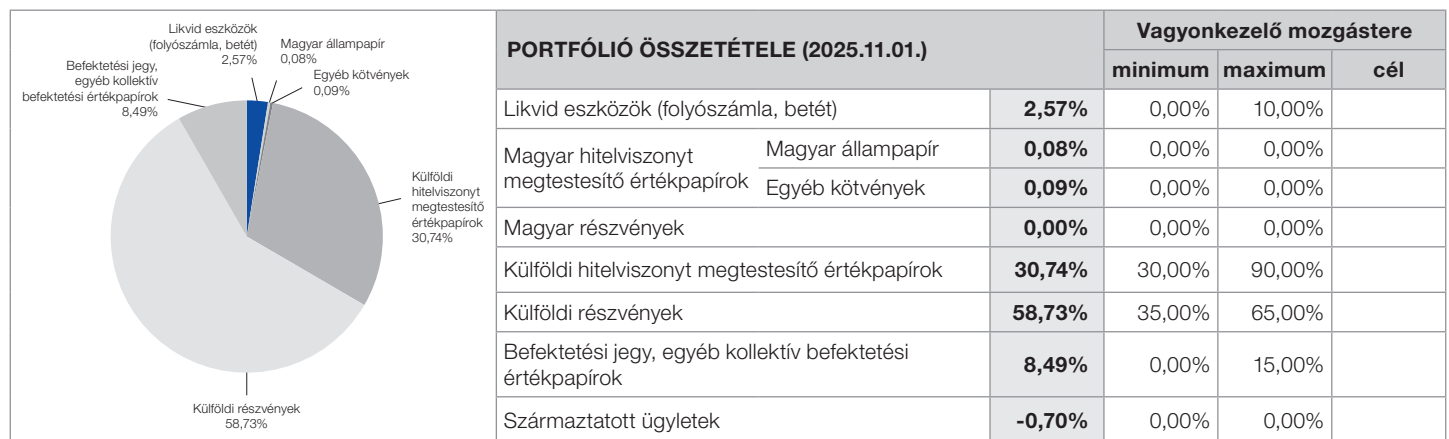 Likvid eszközök
(folyószámla, betét)
2,57%
Magyar állampapír
0,08%
Egyéb kötvények
0,09%
Befektetési jegy,
egyéb kollektív
befektetési értékpapírok
8,49%
Külföldi
hitelviszonyt
megtestesítő
értékpapírok
30,74%
Külföldi részvények
58,73%
PORTFÓLIÓ ÖSSZETÉTELE (2025.11.01.)
Vagyonkezelő mozgástere
minimum maximum cél
Likvid eszközök (folyószámla, betét) 2,57% 0,00% 10,00%
Magyar hitelviszonyt
megtestesítő értékpapírok
Magyar állampapír 0,08% 0,00% 0,00%
Egyéb kötvények 0,09% 0,00% 0,00%
Magyar részvények 0,00% 0,00% 0,00%
Külföldi hitelviszonyt megtestesítő értékpapírok 30,74% 30,00% 90,00%
Külföldi részvények 58,73% 35,00% 65,00%
Befektetési jegy, egyéb kollektív befektetési
értékpapírok 8,49% 0,00% 15,00%
Származtatott ügyletek -0,70% 0,00% 0,00%